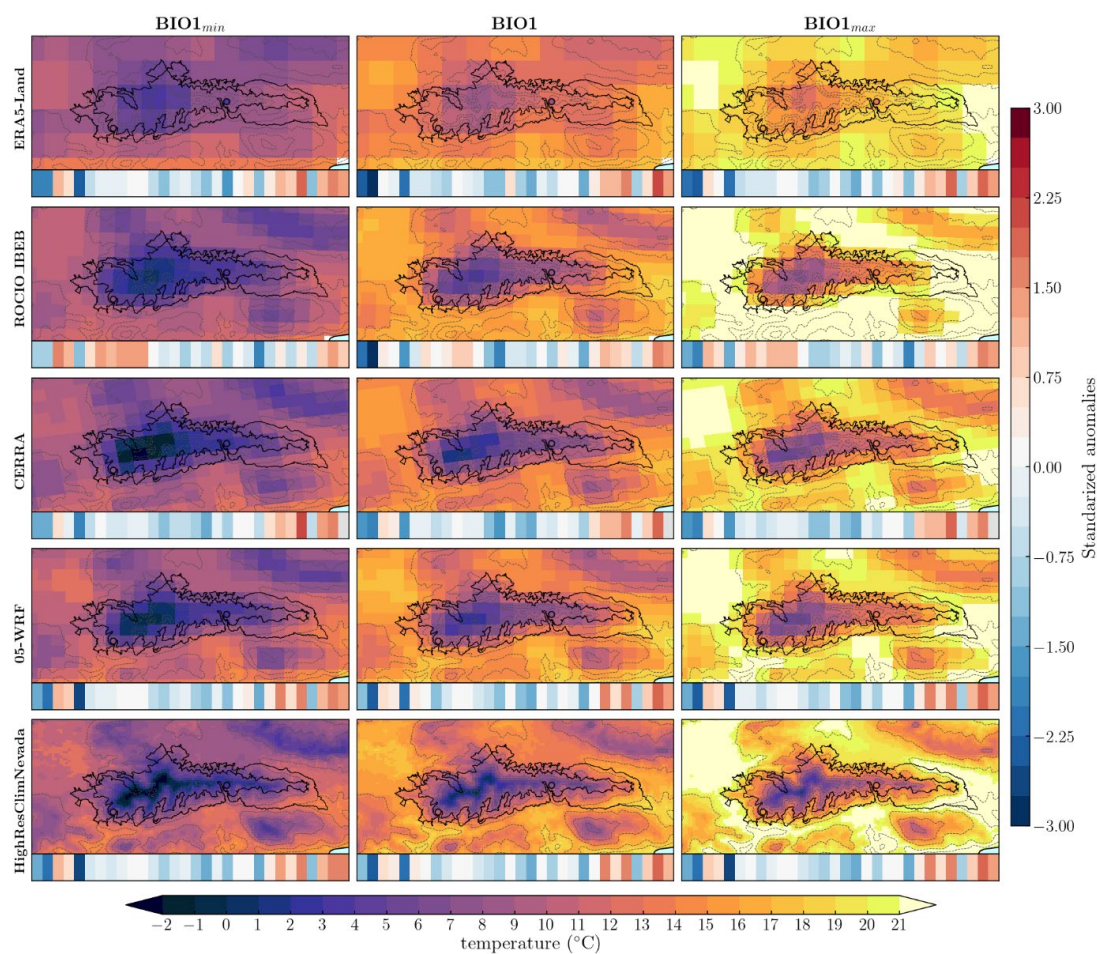 BIO1min BIO1 BIO1max
ERA5-Land
ROCIO_IBEB
CERRA
05-WRF
HighResClimNevada
3.00
2.25
1.50
0.75
0.00
−0.75
−1.50
−2.25
−3.00
Standarized anomalies
−2 −1 0 1 2 3 4 5 6 7 8 9 10 11 12 13 14 15 16 17 18 19 20 21
temperature (°C)